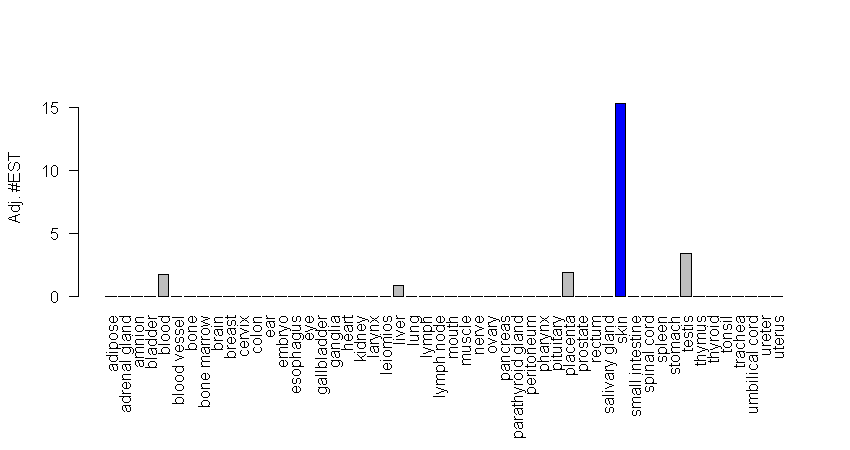 Adj. #EST
15
10
5
0
adipose
adrenal gland
amnion
bladder
blood
blood vessel
bone
bone marrow
brain
breast
cervix
colon
ear
embryo
esophagus
eye
gallbladder
ganglia
heart
kidney
larynx
leiomios
liver
lung
lymph
lymph node
mouth
muscle
nerve
ovary
pancreas
parathyroid gland
peritoneum
pharynx
pituitary
placenta
prostate
rectum
salivary gland
skin
small intestine
spinal cord
spleen
stomach
testis
thymus
thyroid
tonsil
trachea
umbilical cord
ureter
uterus